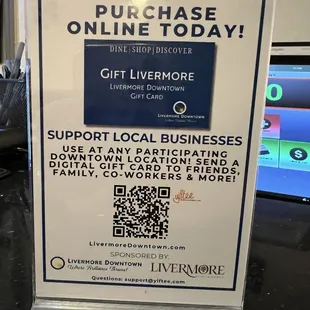 PURCHASE
ONLINE TODAY!
DINE|SHOP|DISCOVER
GIFT LIVERMORE
LIVERMORE DOWNTOWN
GIFT CARD
LIVERMORE DOWNTOWN
SUPPORT LOCAL BUSINESSES
USE AT ANY PARTICIPATING
DOWNTOWN LOCATION! SEND A
DIGITAL GIFT CARD TO FRIENDS,
FAMILY, CO-WORKERS & MORE!
yiftee
LivermoreDowntown.com
SPONSORED BY:
LIVERMORE DOWNTOWN
LIVERMORE
Questions: support@yiftee.com